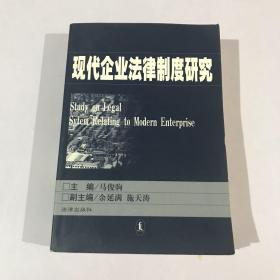 现代企业法律制度研究
Study on Legal
Sytem Relating to Modern Enterprise
□主 编/马俊驹
□副主编/余延满 施天涛
法律出版社